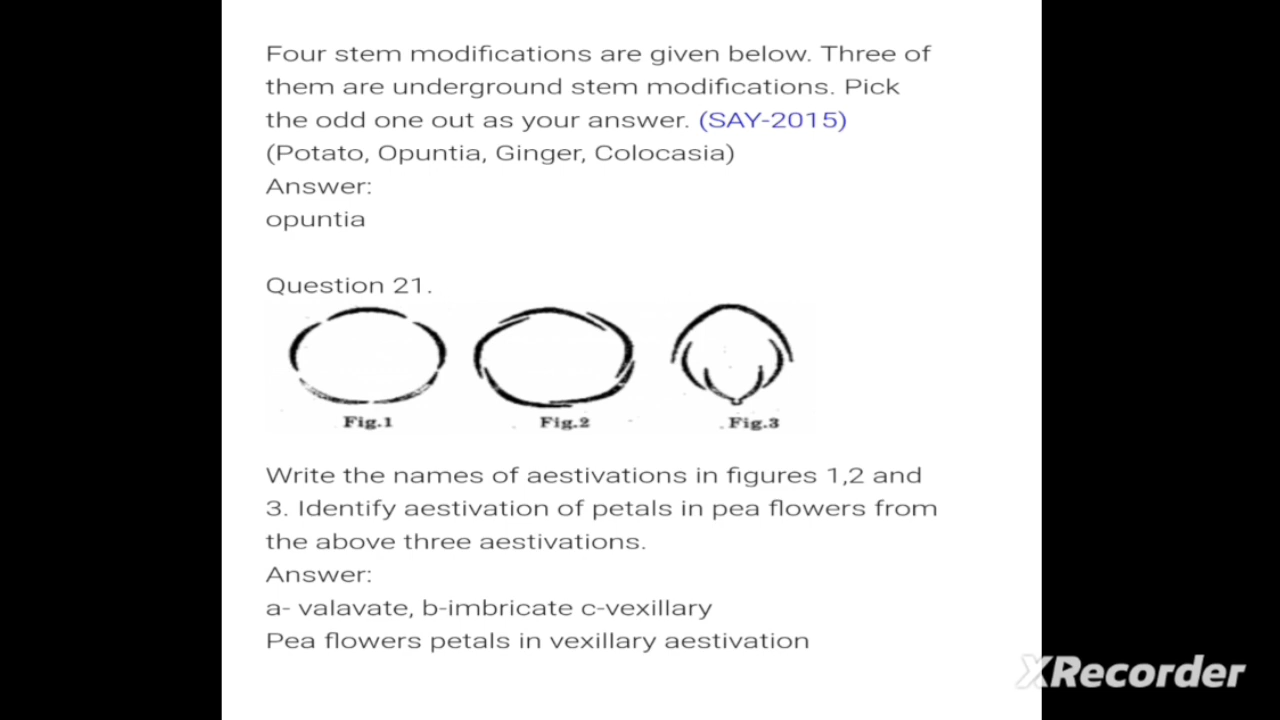 Four stem modifications are given below. Three of
them are underground stem modifications. Pick
the odd one out as your answer. (SAY-2015)
(Potato, Opuntia, Ginger, Colocasia)
Answer:
opuntia
Question 21.
Fig.1 Fig.2 Fig.3
Write the names of aestivations in figures 1,2 and
3. Identify aestivation of petals in pea flowers from
the above three aestivations.
Answer:
a- valavate, b-imbricate c-vexillary
Pea flowers petals in vexillary aestivation
XRecorder